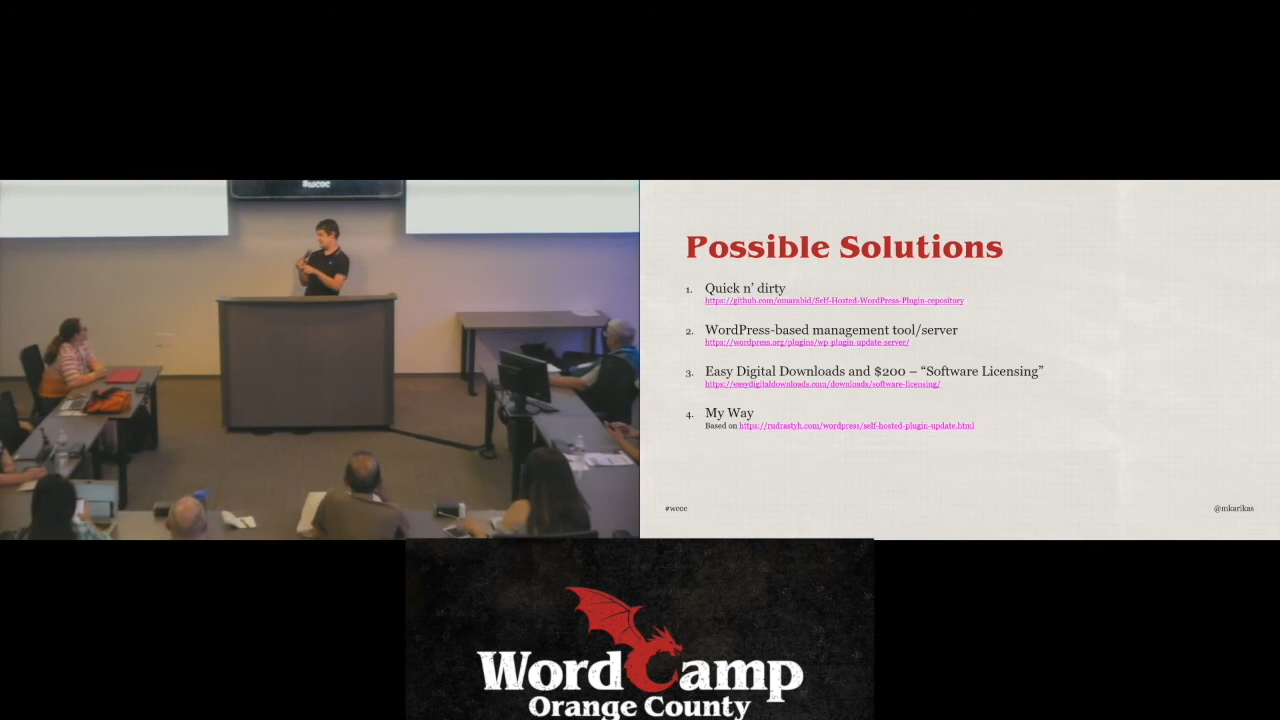 #wcoc
Possible Solutions
1. Quick n’ dirty
https://github.com/omarabid/Self-Hosted-WordPress-Plugin-repository
2. WordPress-based management tool/server
https://wordpress.org/plugins/wp-plugin-update-server/
3. Easy Digital Downloads and $200 – “Software Licensing”
https://easydigitaldownloads.com/downloads/software-licensing/
4. My Way
Based on https://rudrastyh.com/wordpress/self-hosted-plugin-update.html
#wcoc
@mkarikas
WordCamp
Orange County